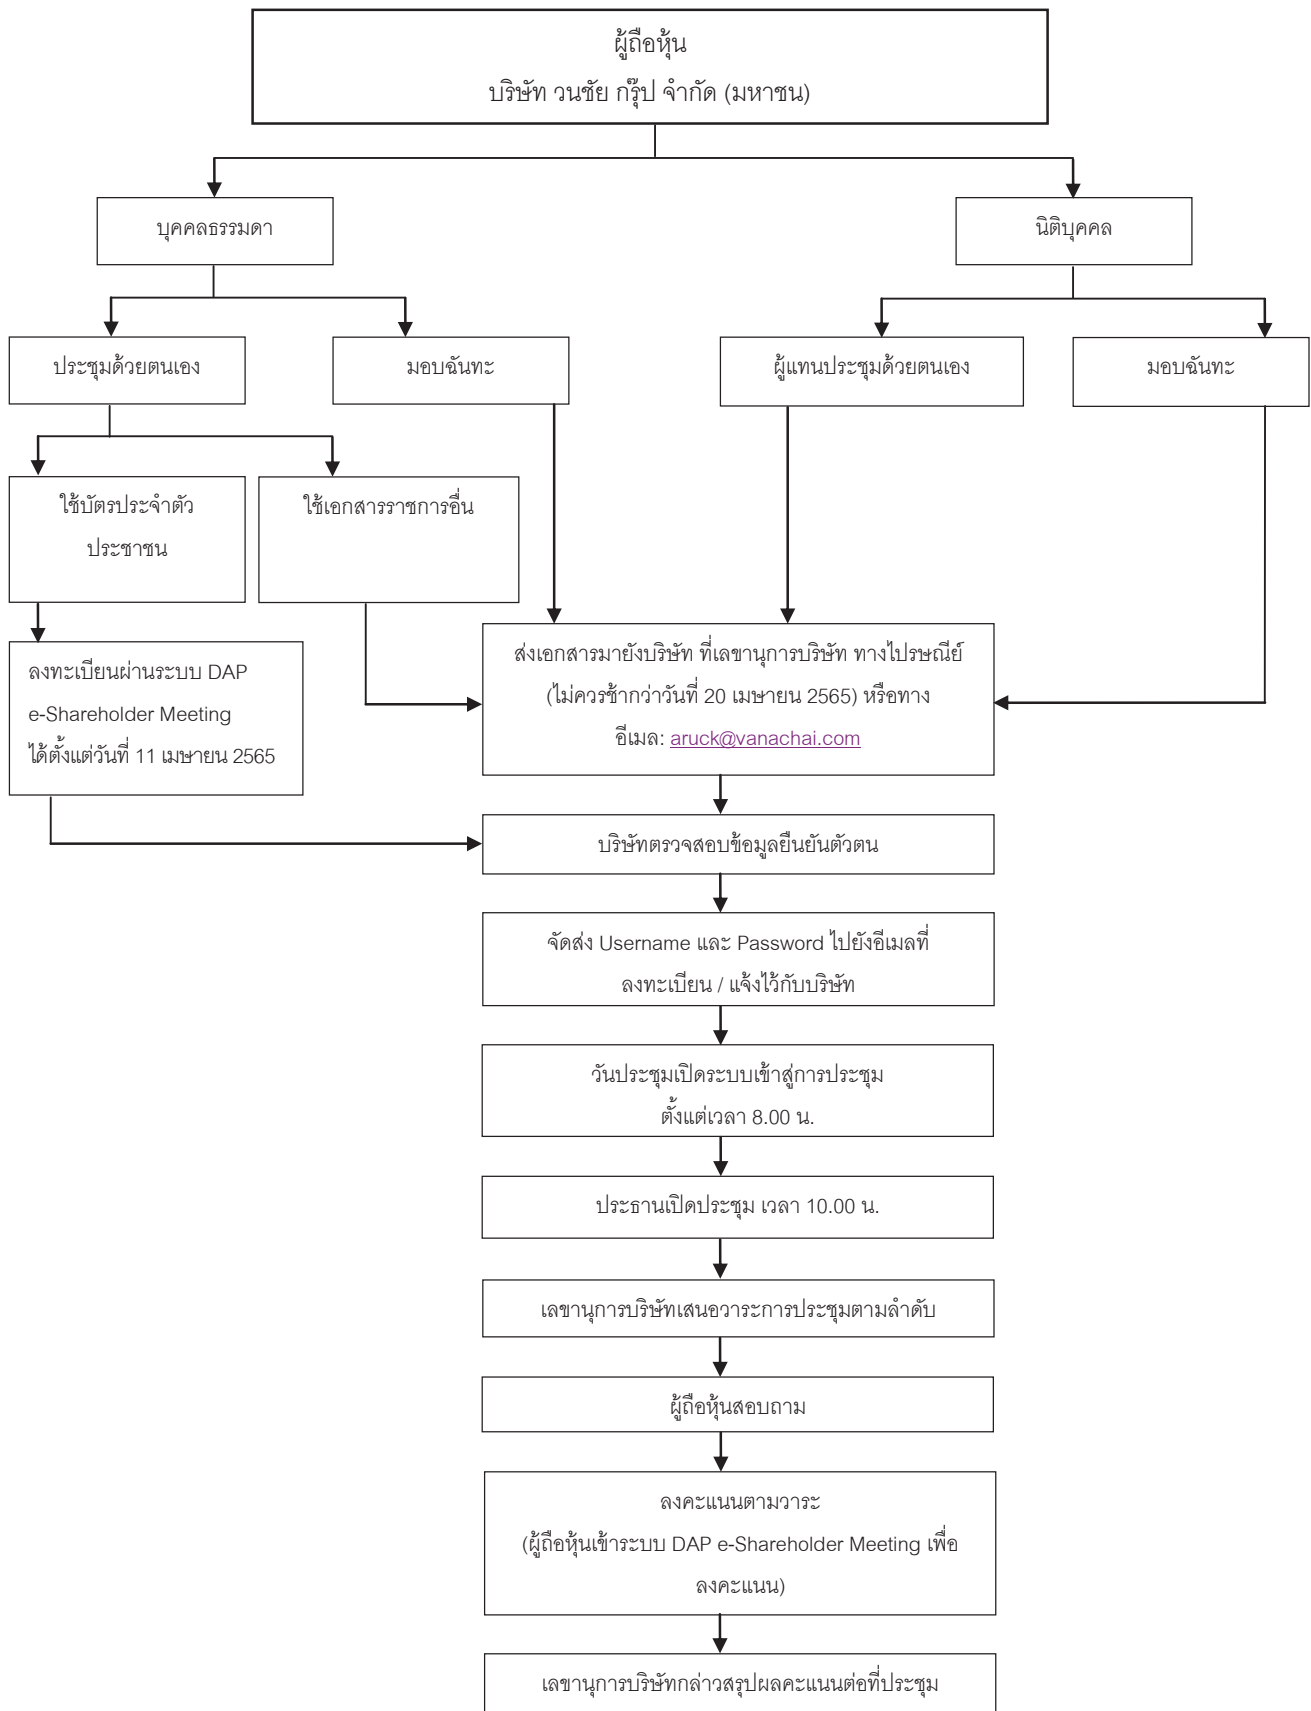 ผู้ถือหุ้น
บริษัท วนชัย กรุ๊ป จำกัด (มหาชน)
บุคคลธรรมดา
นิติบุคคล
ประชุมด้วยตนเอง
มอบฉันทะ
ผู้แทนประชุมด้วยตนเอง
มอบฉันทะ
ใช้บัตรประจำตัว
ประชาชน
ใช้เอกสารราชการอื่น
ลงทะเบียนผ่านระบบ DAP
e-Shareholder Meeting
ได้ตั้งแต่วันที่ 11 เมษายน 2565
ส่งเอกสารมายังบริษัท ที่เลขานุการบริษัท ทางไปรษณีย์
(ไม่ควรช้ากว่าวันที่ 20 เมษายน 2565) หรือทาง
อีเมล: aruck@vanachai.com
บริษัทตรวจสอบข้อมูลยืนยันตัวตน
จัดส่ง Username และ Password ไปยังอีเมลที่
ลงทะเบียน / แจ้งไว้กับบริษัท
วันประชุมเปิดระบบเข้าสู่การประชุม
ตั้งแต่เวลา 8.00 น.
ประธานเปิดประชุม เวลา 10.00 น.
เลขานุการบริษัทเสนอวาระการประชุมตามลำดับ
ผู้ถือหุ้นสอบถาม
ลงคะแนนตามวาระ
(ผู้ถือหุ้นเข้าระบบ DAP e-Shareholder Meeting เพื่อ
ลงคะแนน)
เลขานุการบริษัทกล่าวสรุปผลคะแนนต่อที่ประชุม